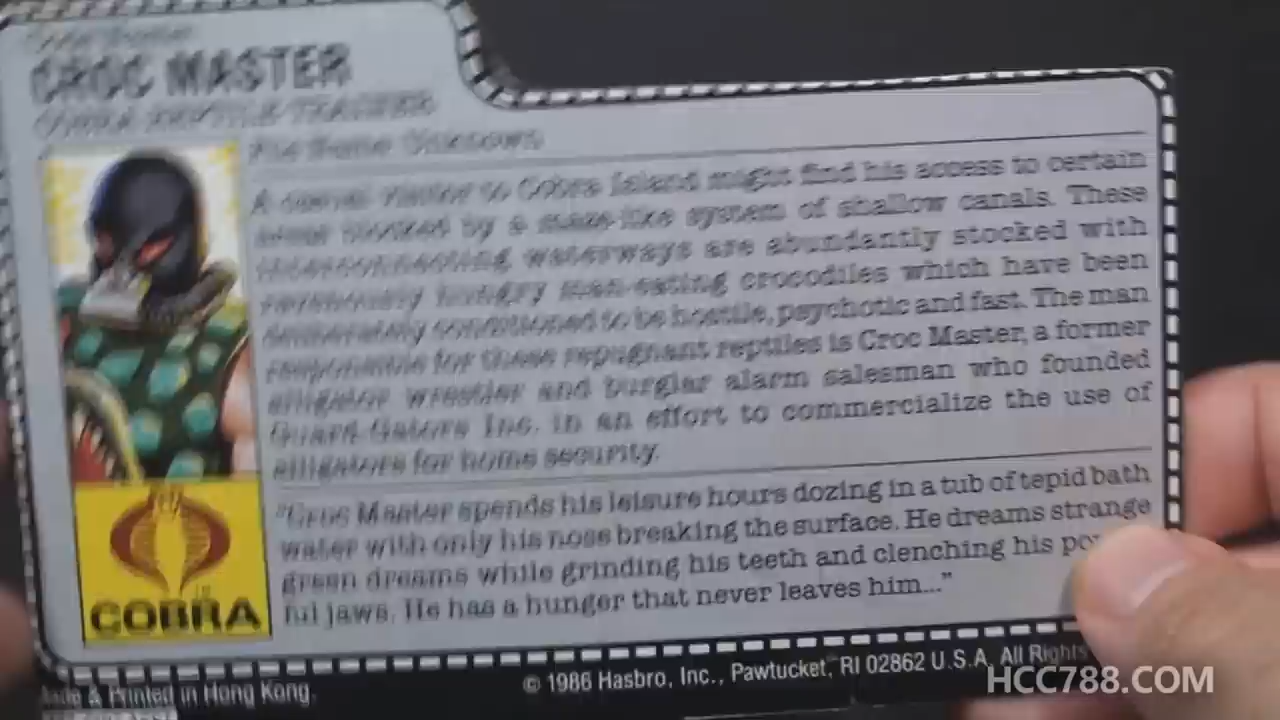 CROC MASTER
COBRA REPTILE TRAINER
File Name: Unknown
A casual visitor to Cobra Island might find his access to certain
areas blocked by a maze-like system of shallow canals. These
interconnecting waterways are abundantly stocked with
ravenously hungry man-eating crocodiles which have been
deliberately conditioned to be hostile, psychotic and fast. The man
responsible for these repugnant reptiles is Croc Master, a former
alligator wrestler and burglar alarm salesman who founded
Guard-Gators Inc. in an effort to commercialize the use of
alligators for home security.
"Croc Master spends his leisure hours dozing in a tub of tepid bath
water with only his nose breaking the surface. He dreams strange
green dreams while grinding his teeth and clenching his po
ful jaws. He has a hunger that never leaves him..."
COBRA
Made & Printed in Hong Kong.
© 1986 Hasbro, Inc., Pawtucket, RI 02862 U.S.A. All Rights
HCC788.COM